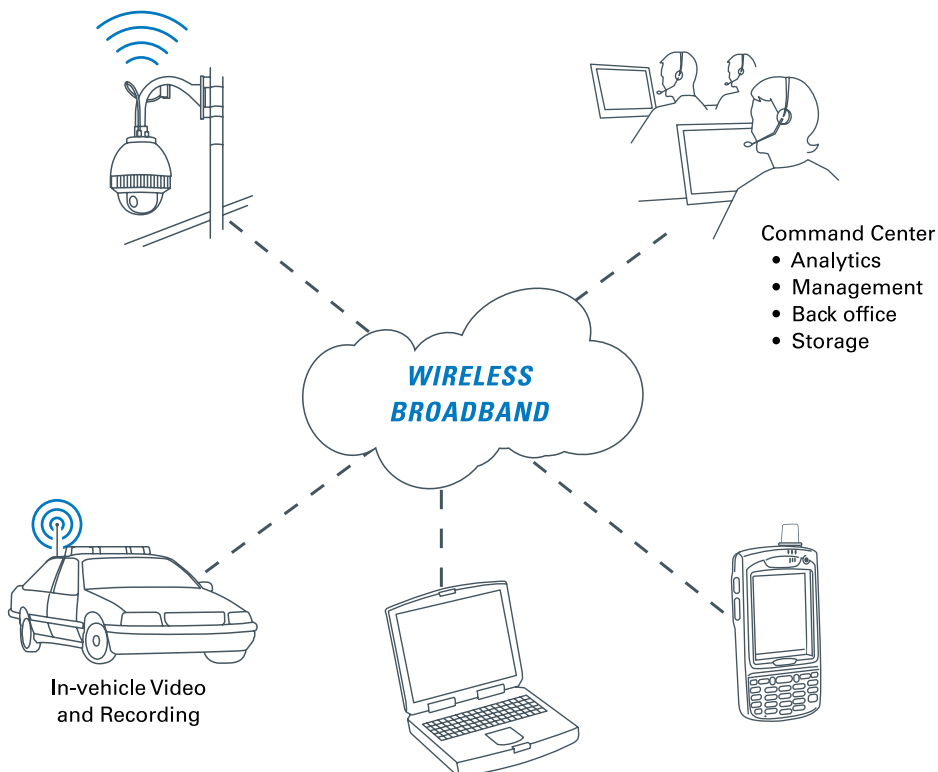 Command Center
• Analytics
• Management
• Back office
• Storage
WIRELESS
BROADBAND
In-vehicle Video
and Recording